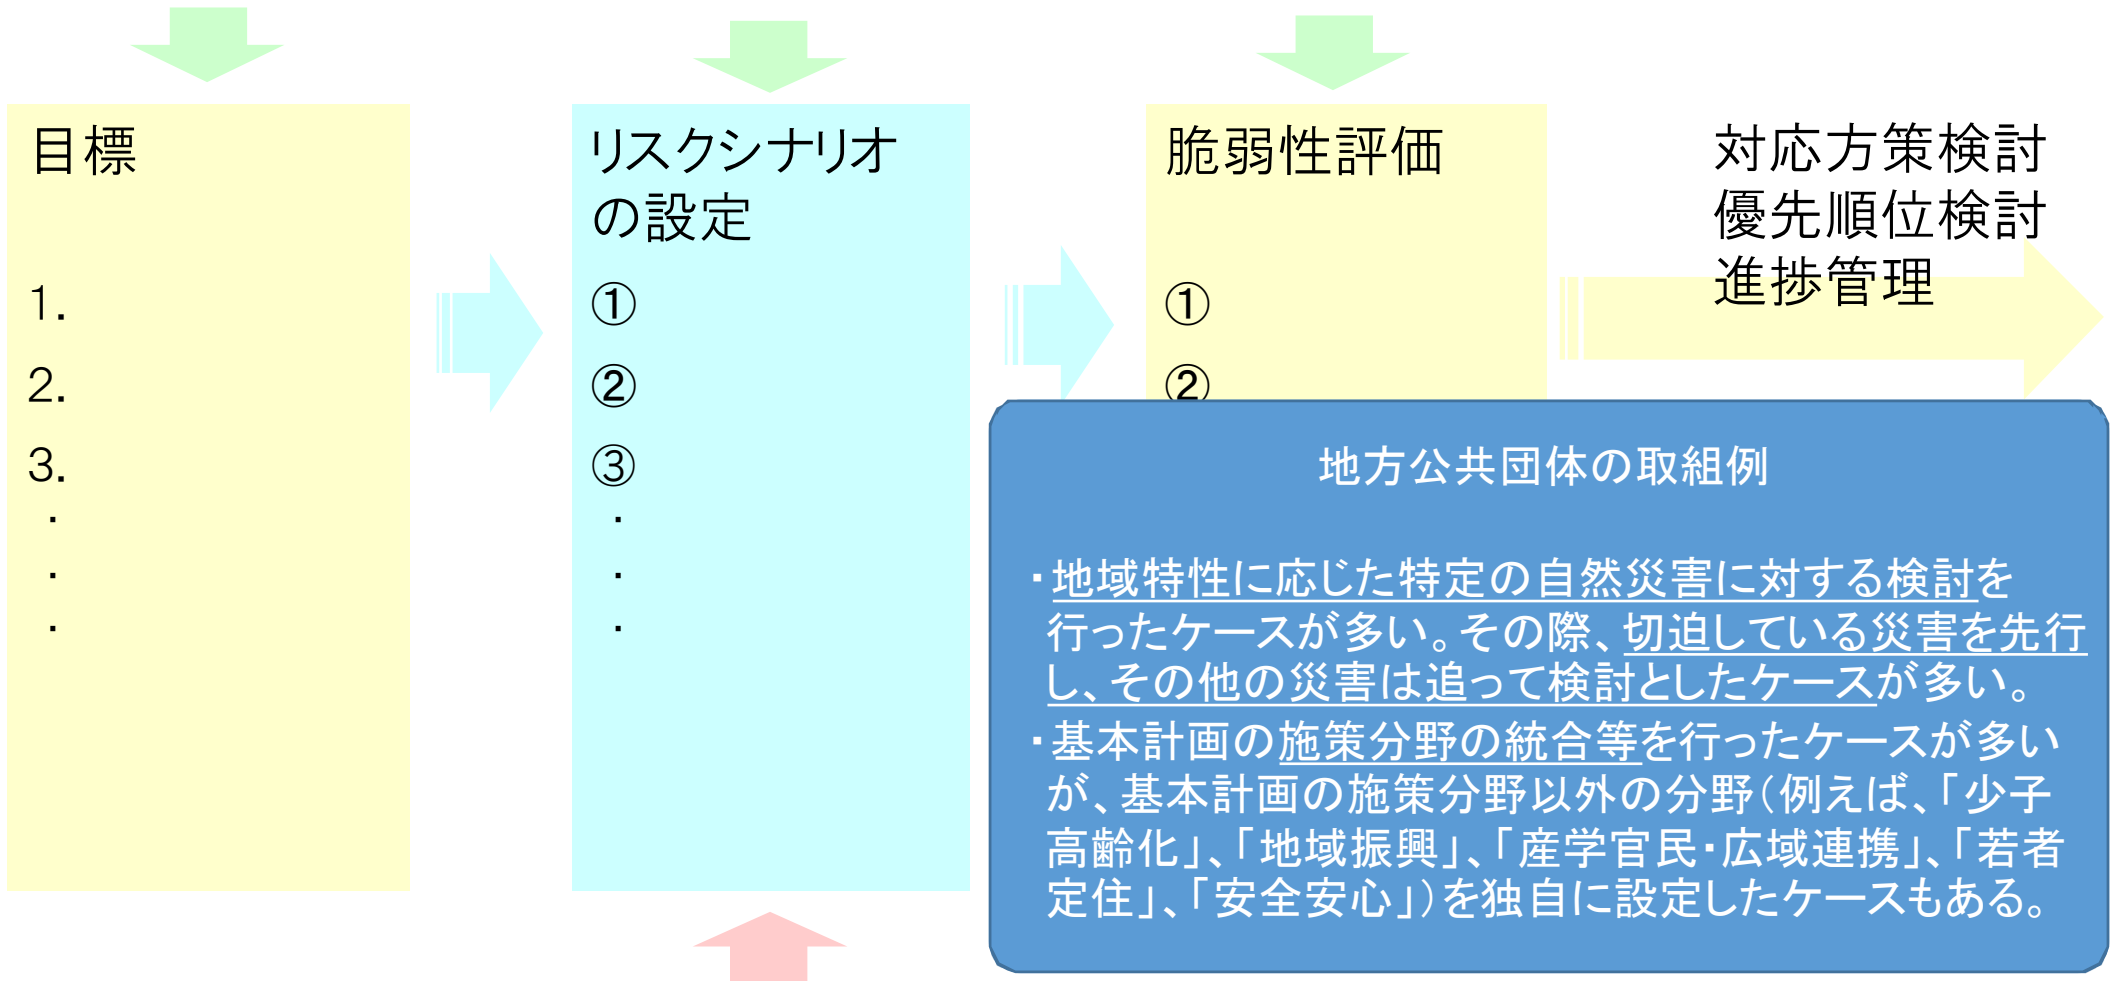 目標
1.
2.
3.
・
・
・
リスクシナリオ
の設定
①
②
③
・
・
・
脆弱性評価
①
②
対応方策検討
優先順位検討
進捗管理
地方公共団体の取組例
・地域特性に応じた特定の自然災害に対する検討を
行ったケースが多い。その際、切迫している災害を先行
し、その他の災害は追って検討としたケースが多い。
・基本計画の施策分野の統合等を行ったケースが多い
が、基本計画の施策分野以外の分野（例えば、「少子
高齢化」、「地域振興」、「産学官民・広域連携」、「若者
定住」、「安全安心」）を独自に設定したケースもある。